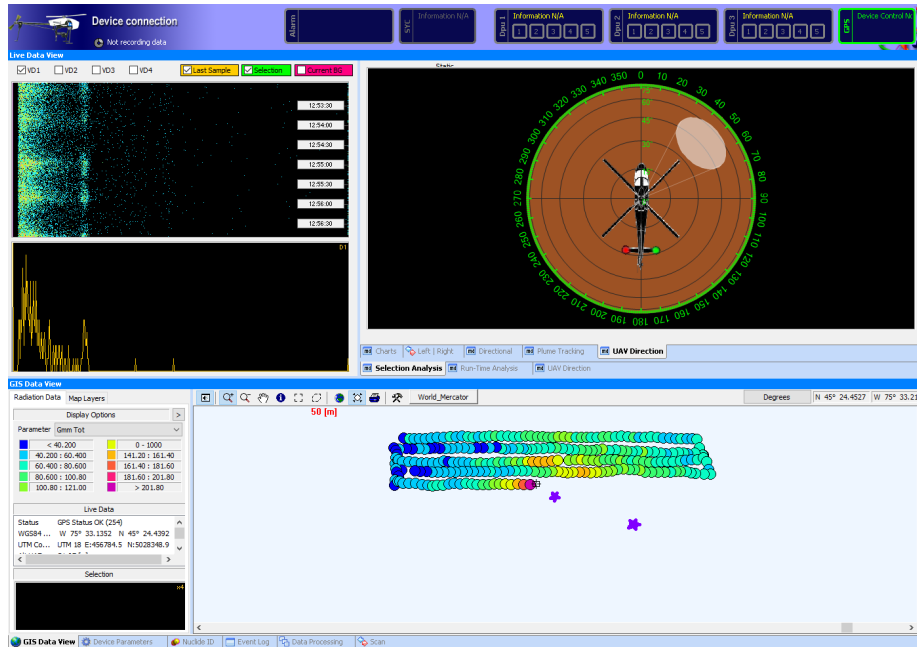 Device connection
Not recording data
Alarm
SYC
Information N/A
Dpu 1
Information N/A
1 2 3 4 5
Dpu 2
Information N/A
1 2 3 4 5
Dpu 3
Information N/A
1 2 3 4 5
GPS
Device Control No
Live Data View
VD1 VD2 VD3 VD4 Last Sample Selection Current BG
12:53:30
12:54:00
12:54:30
12:55:00
12:55:30
12:56:00
12:56:30
D1
Static
0 10 20 30 40 50 60 70 80 90 100 110 120 130 140 150 160 170 180 190 200 210 220 230 240 250 260 270 280 290 300 310 320 330 340 350
75
60
45
30
Charts Left | Right Directional Plume Tracking UAV Direction
Selection Analysis Run-Time Analysis UAV Direction
GIS Data View
Radiation Data Map Layers
Display Options >
Parameter Gmm Tot
< 40.200 0 - 1000
40.200 : 60.400 141.20 : 161.40
60.400 : 80.600 161.40 : 181.60
80.600 : 100.80 181.60 : 201.80
100.80 : 121.00 > 201.80
Live Data
Status GPS Status OK (254)
WGS84 ... W 75° 33.1352 N 45° 24.4392
UTM Co... UTM 18 E:456784.5 N:5028348.9
Selection
x4
World_Mercator
Degrees
N 45° 24.4527 W 75° 33.21
50 [m]
GIS Data View Device Parameters Nuclide ID Event Log Data Processing Scan